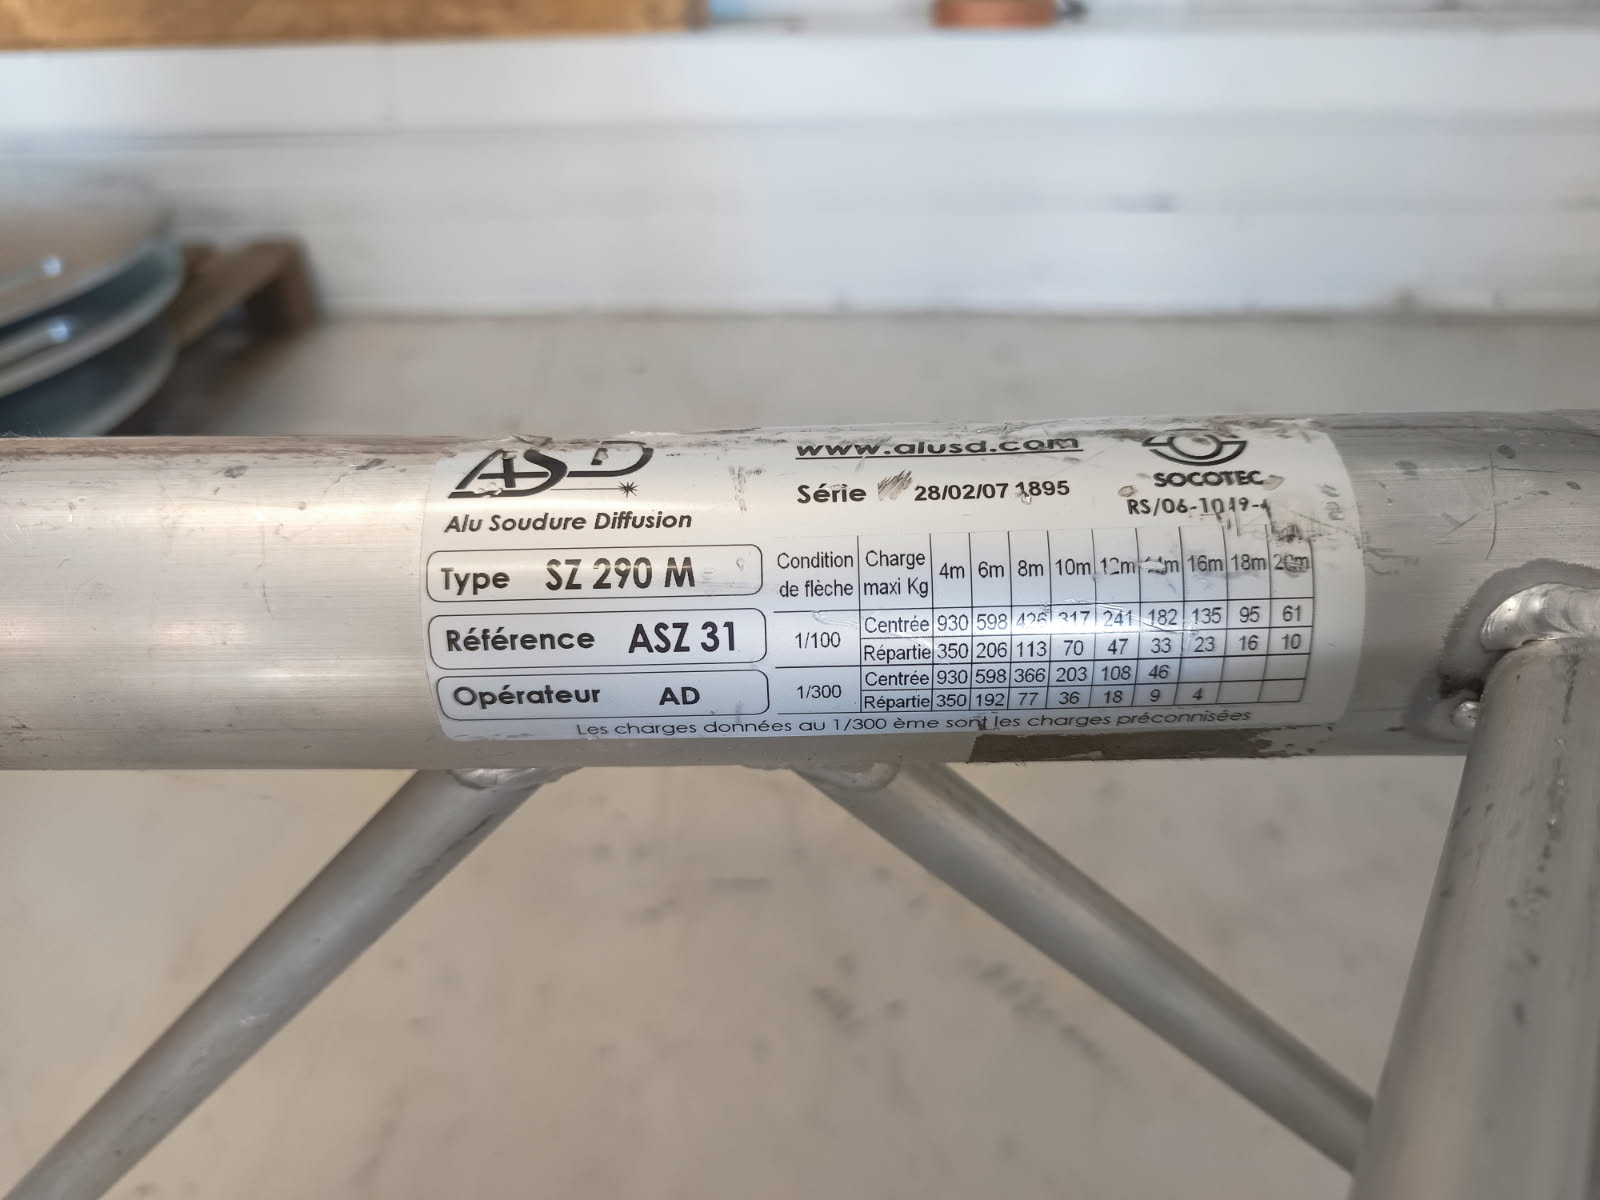 ASD
Alu Soudure Diffusion
www.alusd.com
Série 28/02/07 1895
SOCOTEC
Type SZ 290 M
Référence ASZ 31
Opérateur AD
Condition de flèche Charge maxi Kg 4m 6m 8m 10m 12m 16m 18m 20m
1/100 Centrée 930 598 426 317 241 182 135 95 61
Répartie 350 206 113 70 47 33 23 16 10
1/300 Centrée 930 598 366 203 108 46
Répartie 350 192 77 36 18 9 4
Les charges données au 1/300 ème sont les charges préconnisées